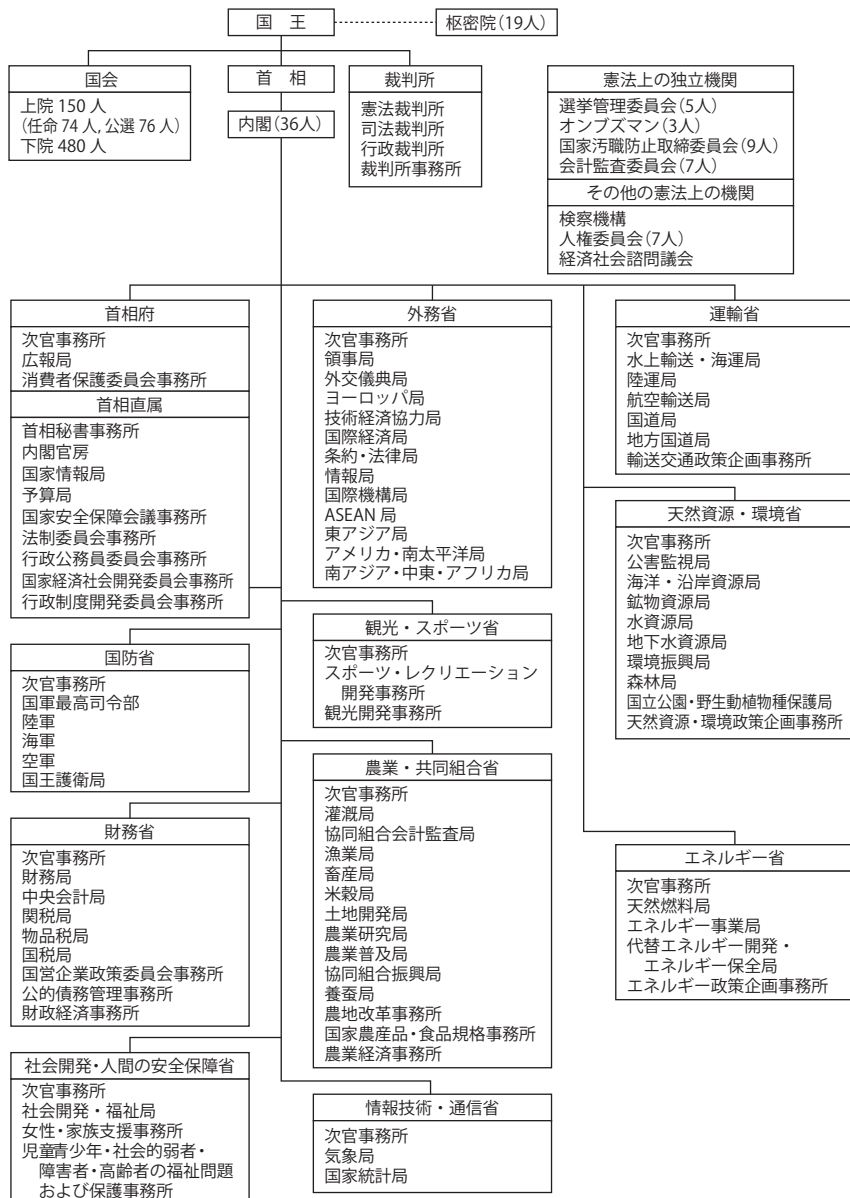 国　王
枢密院（19人）
国会
上院 150 人
（任命 74 人, 公選 76 人）
下院 480 人
首　相
内閣（36人）
裁判所
憲法裁判所
司法裁判所
行政裁判所
裁判所事務所
憲法上の独立機関
選挙管理委員会（5人）
オンブズマン（3人）
国家汚職防止取締委員会（9人）
会計監査委員会（7人）
その他の憲法上の機関
検察機構
人権委員会（7人）
経済社会諮問議会
首相府
次官事務所
広報局
消費者保護委員会事務所
首相直属
首相秘書事務所
内閣官房
国家情報局
予算局
国家安全保障会議事務所
法制委員会事務所
行政公務員委員会事務所
国家経済社会開発委員会事務所
行政制度開発委員会事務所
国防省
次官事務所
国軍最高司令部
陸軍
海軍
空軍
国王護衛局
財務省
次官事務所
財務局
中央会計局
関税局
物品税局
国税局
国営企業政策委員会事務所
公的債務管理事務所
財政経済事務所
社会開発・人間の安全保障省
次官事務所
社会開発・福祉局
女性・家族支援事務所
児童青少年・社会的弱者・
障害者・高齢者の福祉問題
および保護事務所
外務省
次官事務所
領事局
外交儀典局
ヨーロッパ局
技術経済協力局
国際経済局
条約・法律局
情報局
国際機構局
ASEAN 局
東アジア局
アメリカ・南太平洋局
南アジア・中東・アフリカ局
観光・スポーツ省
次官事務所
スポーツ・レクリエーション
開発事務所
観光開発事務所
農業・共同組合省
次官事務所
灌漑局
協同組合会計監査局
漁業局
畜産局
米穀局
土地開発局
農業研究局
農業普及局
協同組合振興局
養蚕局
農地改革事務所
国家農産品・食品規格事務所
農業経済事務所
情報技術・通信省
次官事務所
気象局
国家統計局
運輸省
次官事務所
水上輸送・海運局
陸運局
航空輸送局
国道局
地方国道局
輸送交通政策企画事務所
天然資源・環境省
次官事務所
公害監視局
海洋・沿岸資源局
鉱物資源局
水資源局
地下水資源局
環境振興局
森林局
国立公園・野生動植物種保護局
天然資源・環境政策企画事務所
エネルギー省
次官事務所
天然燃料局
エネルギー事業局
代替エネルギー開発・
エネルギー保全局
エネルギー政策企画事務所